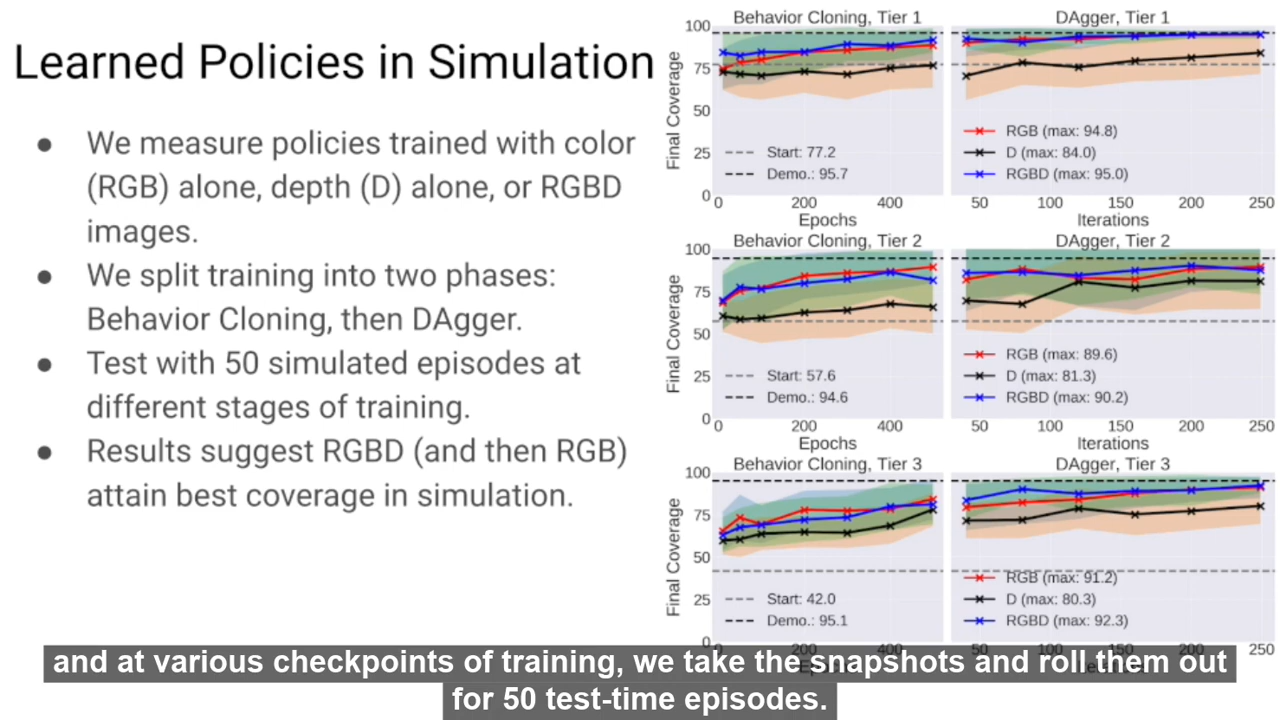 Learned Policies in Simulation
● We measure policies trained with color
(RGB) alone, depth (D) alone, or RGBD
images.
● We split training into two phases:
Behavior Cloning, then DAgger.
● Test with 50 simulated episodes at
different stages of training.
● Results suggest RGBD (and then RGB)
attain best coverage in simulation.
Behavior Cloning, Tier 1
Final Coverage
100
75
50
25
0
Start: 77.2
Demo.: 95.7
0 200 400
Epochs
DAgger, Tier 1
RGB (max: 94.8)
D (max: 84.0)
RGBD (max: 95.0)
50 100 150 200 250
Iterations
Behavior Cloning, Tier 2
Final Coverage
100
75
50
25
0
Start: 57.6
Demo.: 94.6
0 200 400
Epochs
DAgger, Tier 2
RGB (max: 89.6)
D (max: 81.3)
RGBD (max: 90.2)
50 100 150 200 250
Iterations
Behavior Cloning, Tier 3
Final Coverage
100
75
50
25
0
Start: 42.0
Demo.: 95.1
DAgger, Tier 3
RGB (max: 91.2)
D (max: 80.3)
RGBD (max: 92.3)
and at various checkpoints of training, we take the snapshots and roll them out
for 50 test-time episodes.